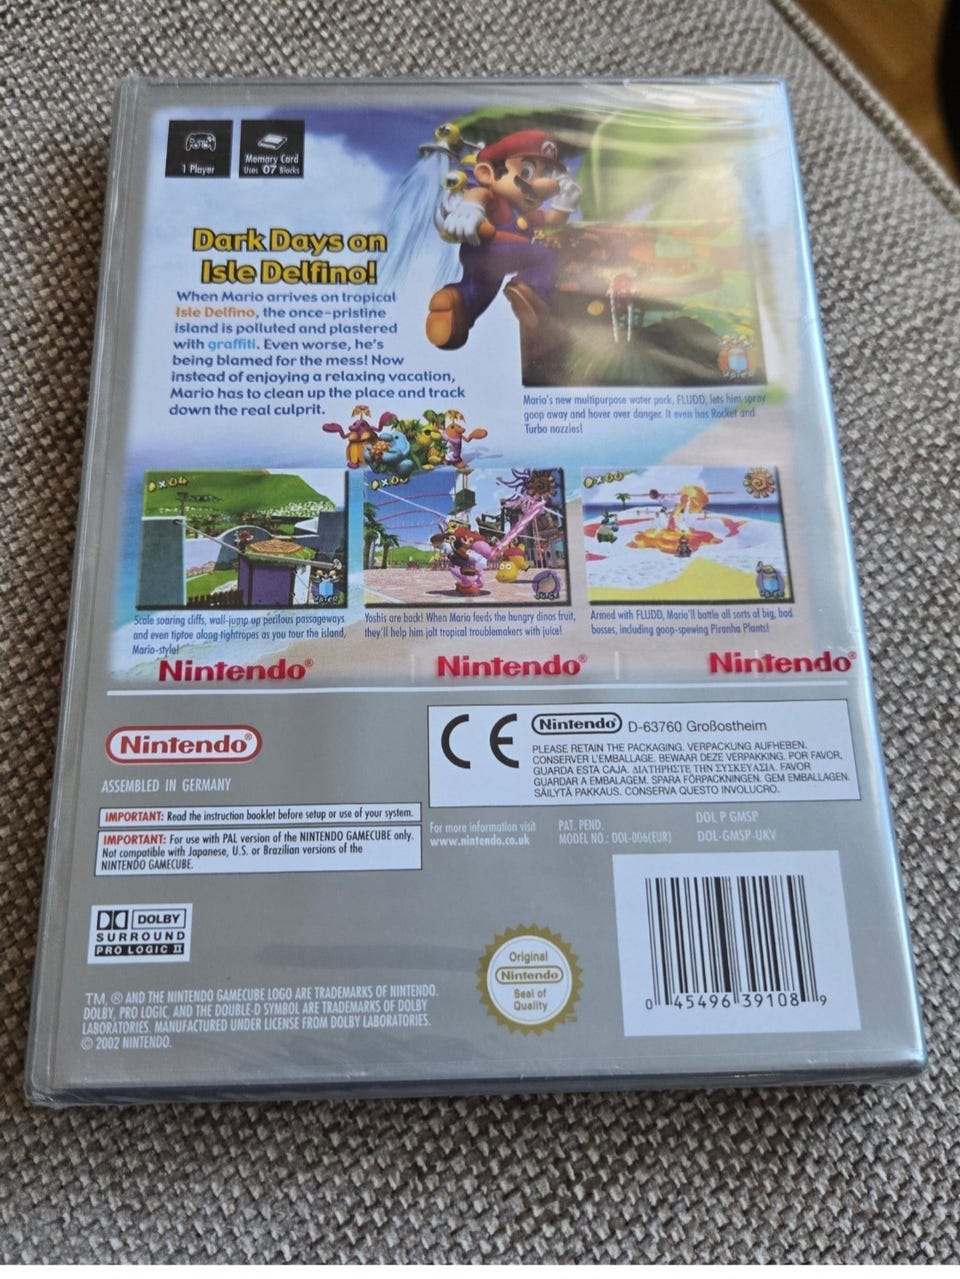 1 Player
Memory Card
Uses 07 Blocks
Dark Days on
Isle Delfino!
When Mario arrives on tropical
Isle Delfino, the once-pristine
island is polluted and plastered
with graffiti. Even worse, he's
being blamed for the mess! Now
instead of enjoying a relaxing vacation,
Mario has to clean up the place and track
down the real culprit.
Mario's new multipurpose water pack, FLUDD, lets him spray
goop away and hover over danger. It even has Rocket and
Turbo nozzles!
Scale soaring cliffs, wall-jump up perilous passageways
and even tiptoe along tightropes as you tour the island,
Mario-style!
Yoshis are back! When Mario feeds the hungry dinos fruit,
they'll help him jolt tropical troublemakers with juice!
Armed with FLUDD, Mario'll battle all sorts of big, bad
bosses, including goop-spewing Piranha Plants!
Nintendo® Nintendo® Nintendo®
Nintendo®
ASSEMBLED IN GERMANY
IMPORTANT: Read the instruction booklet before setup or use of your system.
IMPORTANT: For use with PAL version of the NINTENDO GAMECUBE only.
Not compatible with Japanese, U.S. or Brazilian versions of the
NINTENDO GAMECUBE.
CE Nintendo® D-63760 Großostheim
PLEASE RETAIN THE PACKAGING. VERPACKUNG AUFHEBEN.
CONSERVER L'EMBALLAGE. BEWAAR DEZE VERPAKKING. POR FAVOR,
GUARDA ESTA CAJA. ΔΙΑΤΗΡΗΣΤΕ ΤΗΝ ΣΥΣΚΕΥΑΣΙΑ. FAVOR
GUARDAR A EMBALAGEM. SPARA FÖRPACKNINGEN. GEM EMBALLAGEN.
SÄILYTÄ PAKKAUS. CONSERVA QUESTO INVOLUCRO.
For more information visit
www.nintendo.co.uk
PAT. PEND.
MODEL NO.: DOL-006(EUR)
DOL P GMSP
DOL-GMSP-UKV
DOLBY
SURROUND
PRO LOGIC II
TM, ® AND THE NINTENDO GAMECUBE LOGO ARE TRADEMARKS OF NINTENDO.
DOLBY, PRO LOGIC, AND THE DOUBLE-D SYMBOL ARE TRADEMARKS OF DOLBY
LABORATORIES. MANUFACTURED UNDER LICENSE FROM DOLBY LABORATORIES.
© 2002 NINTENDO.
Original
Nintendo
Seal of
Quality
0 45496 39108 9